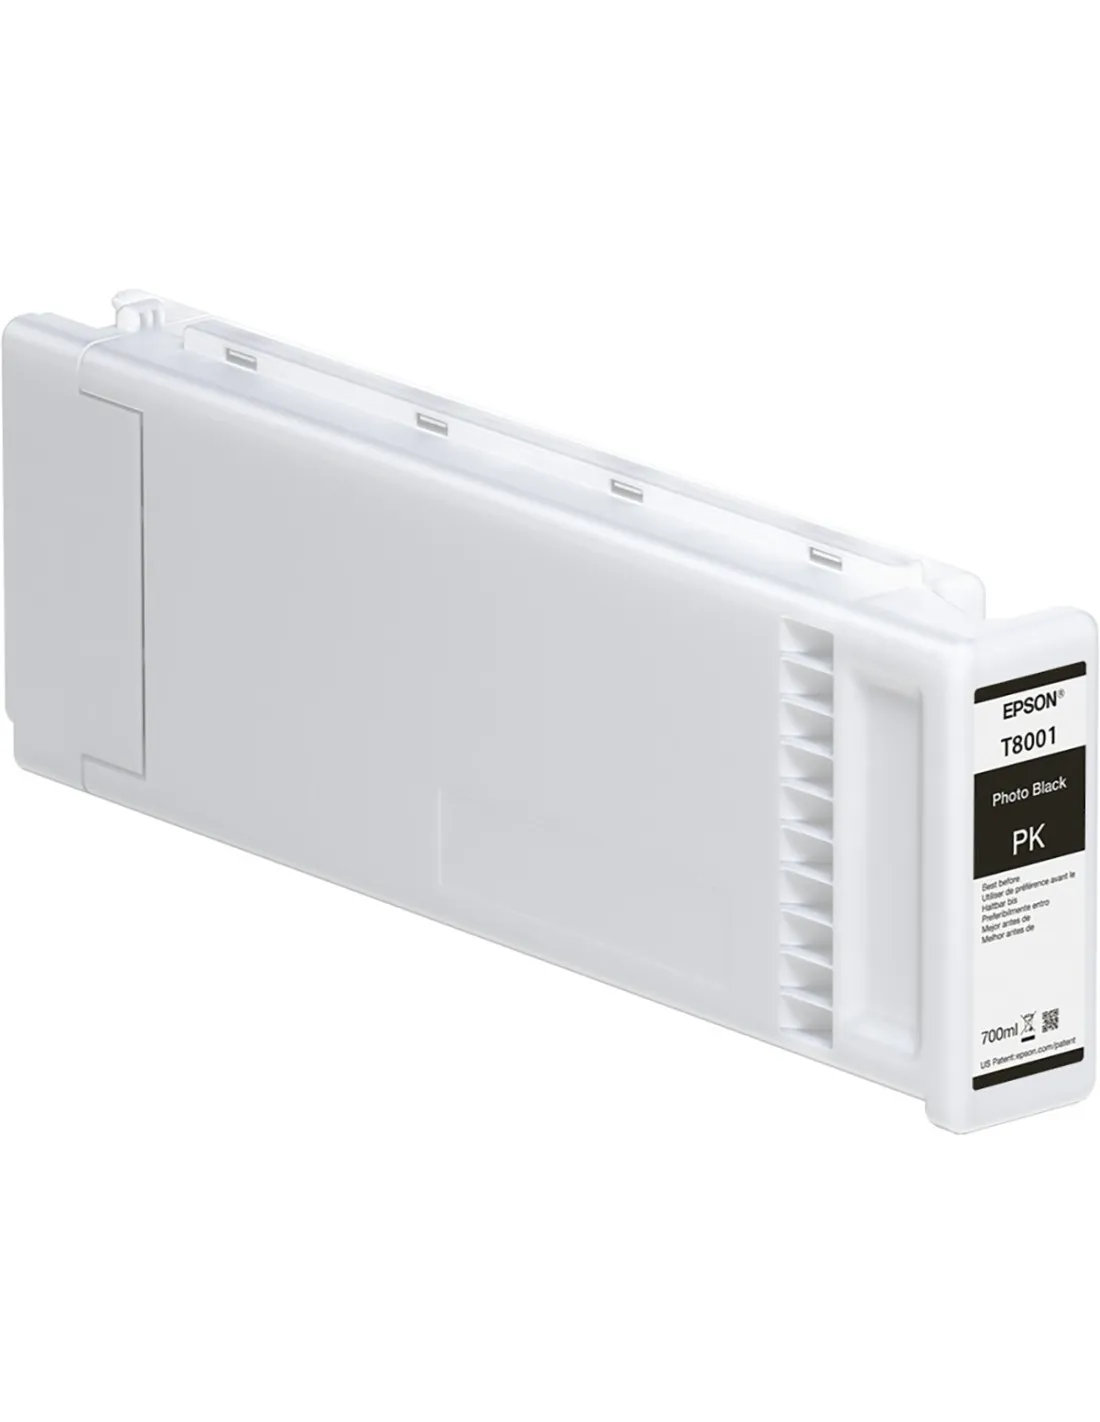 EPSON®
T8001
Photo Black
PK
Best before
Utiliser de préférence avant le
Haltbar bis
Preferibilmente entro
Mejor antes de
Melhor antes de
700ml
US Patent:epson.com/patent